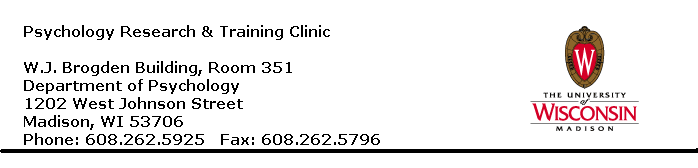 Psychology Research & Training Clinic
W.J. Brogden Building, Room 351
Department of Psychology
1202 West Johnson Street
Madison, WI 53706
Phone: 608.262.5925 Fax: 608.262.5796
W
THE UNIVERSITY
of
WISCONSIN
MADISON